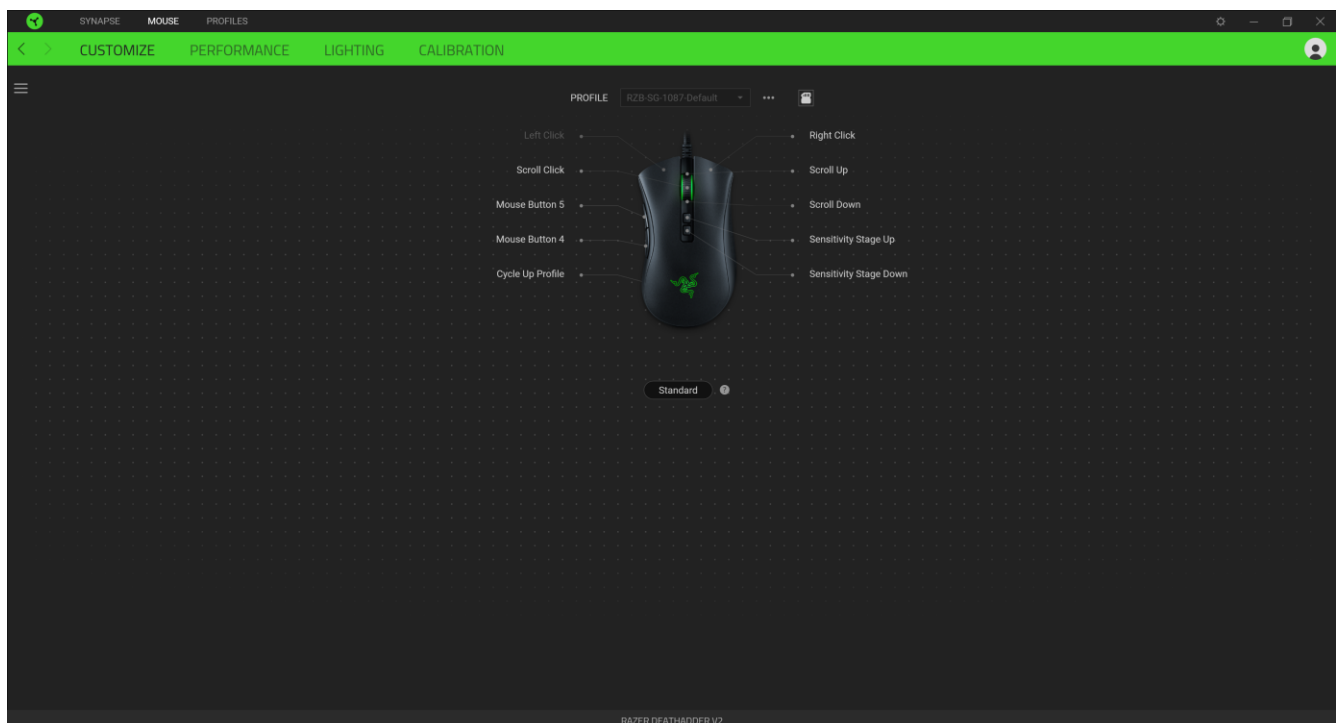 SYNAPSE MOUSE PROFILES
CUSTOMIZE PERFORMANCE LIGHTING CALIBRATION
PROFILE RZB-SG-1087-Default
Left Click Right Click
Scroll Click Scroll Up
Mouse Button 5 Scroll Down
Mouse Button 4 Sensitivity Stage Up
Cycle Up Profile Sensitivity Stage Down
Standard ?
RAZER DEATHADDER V2